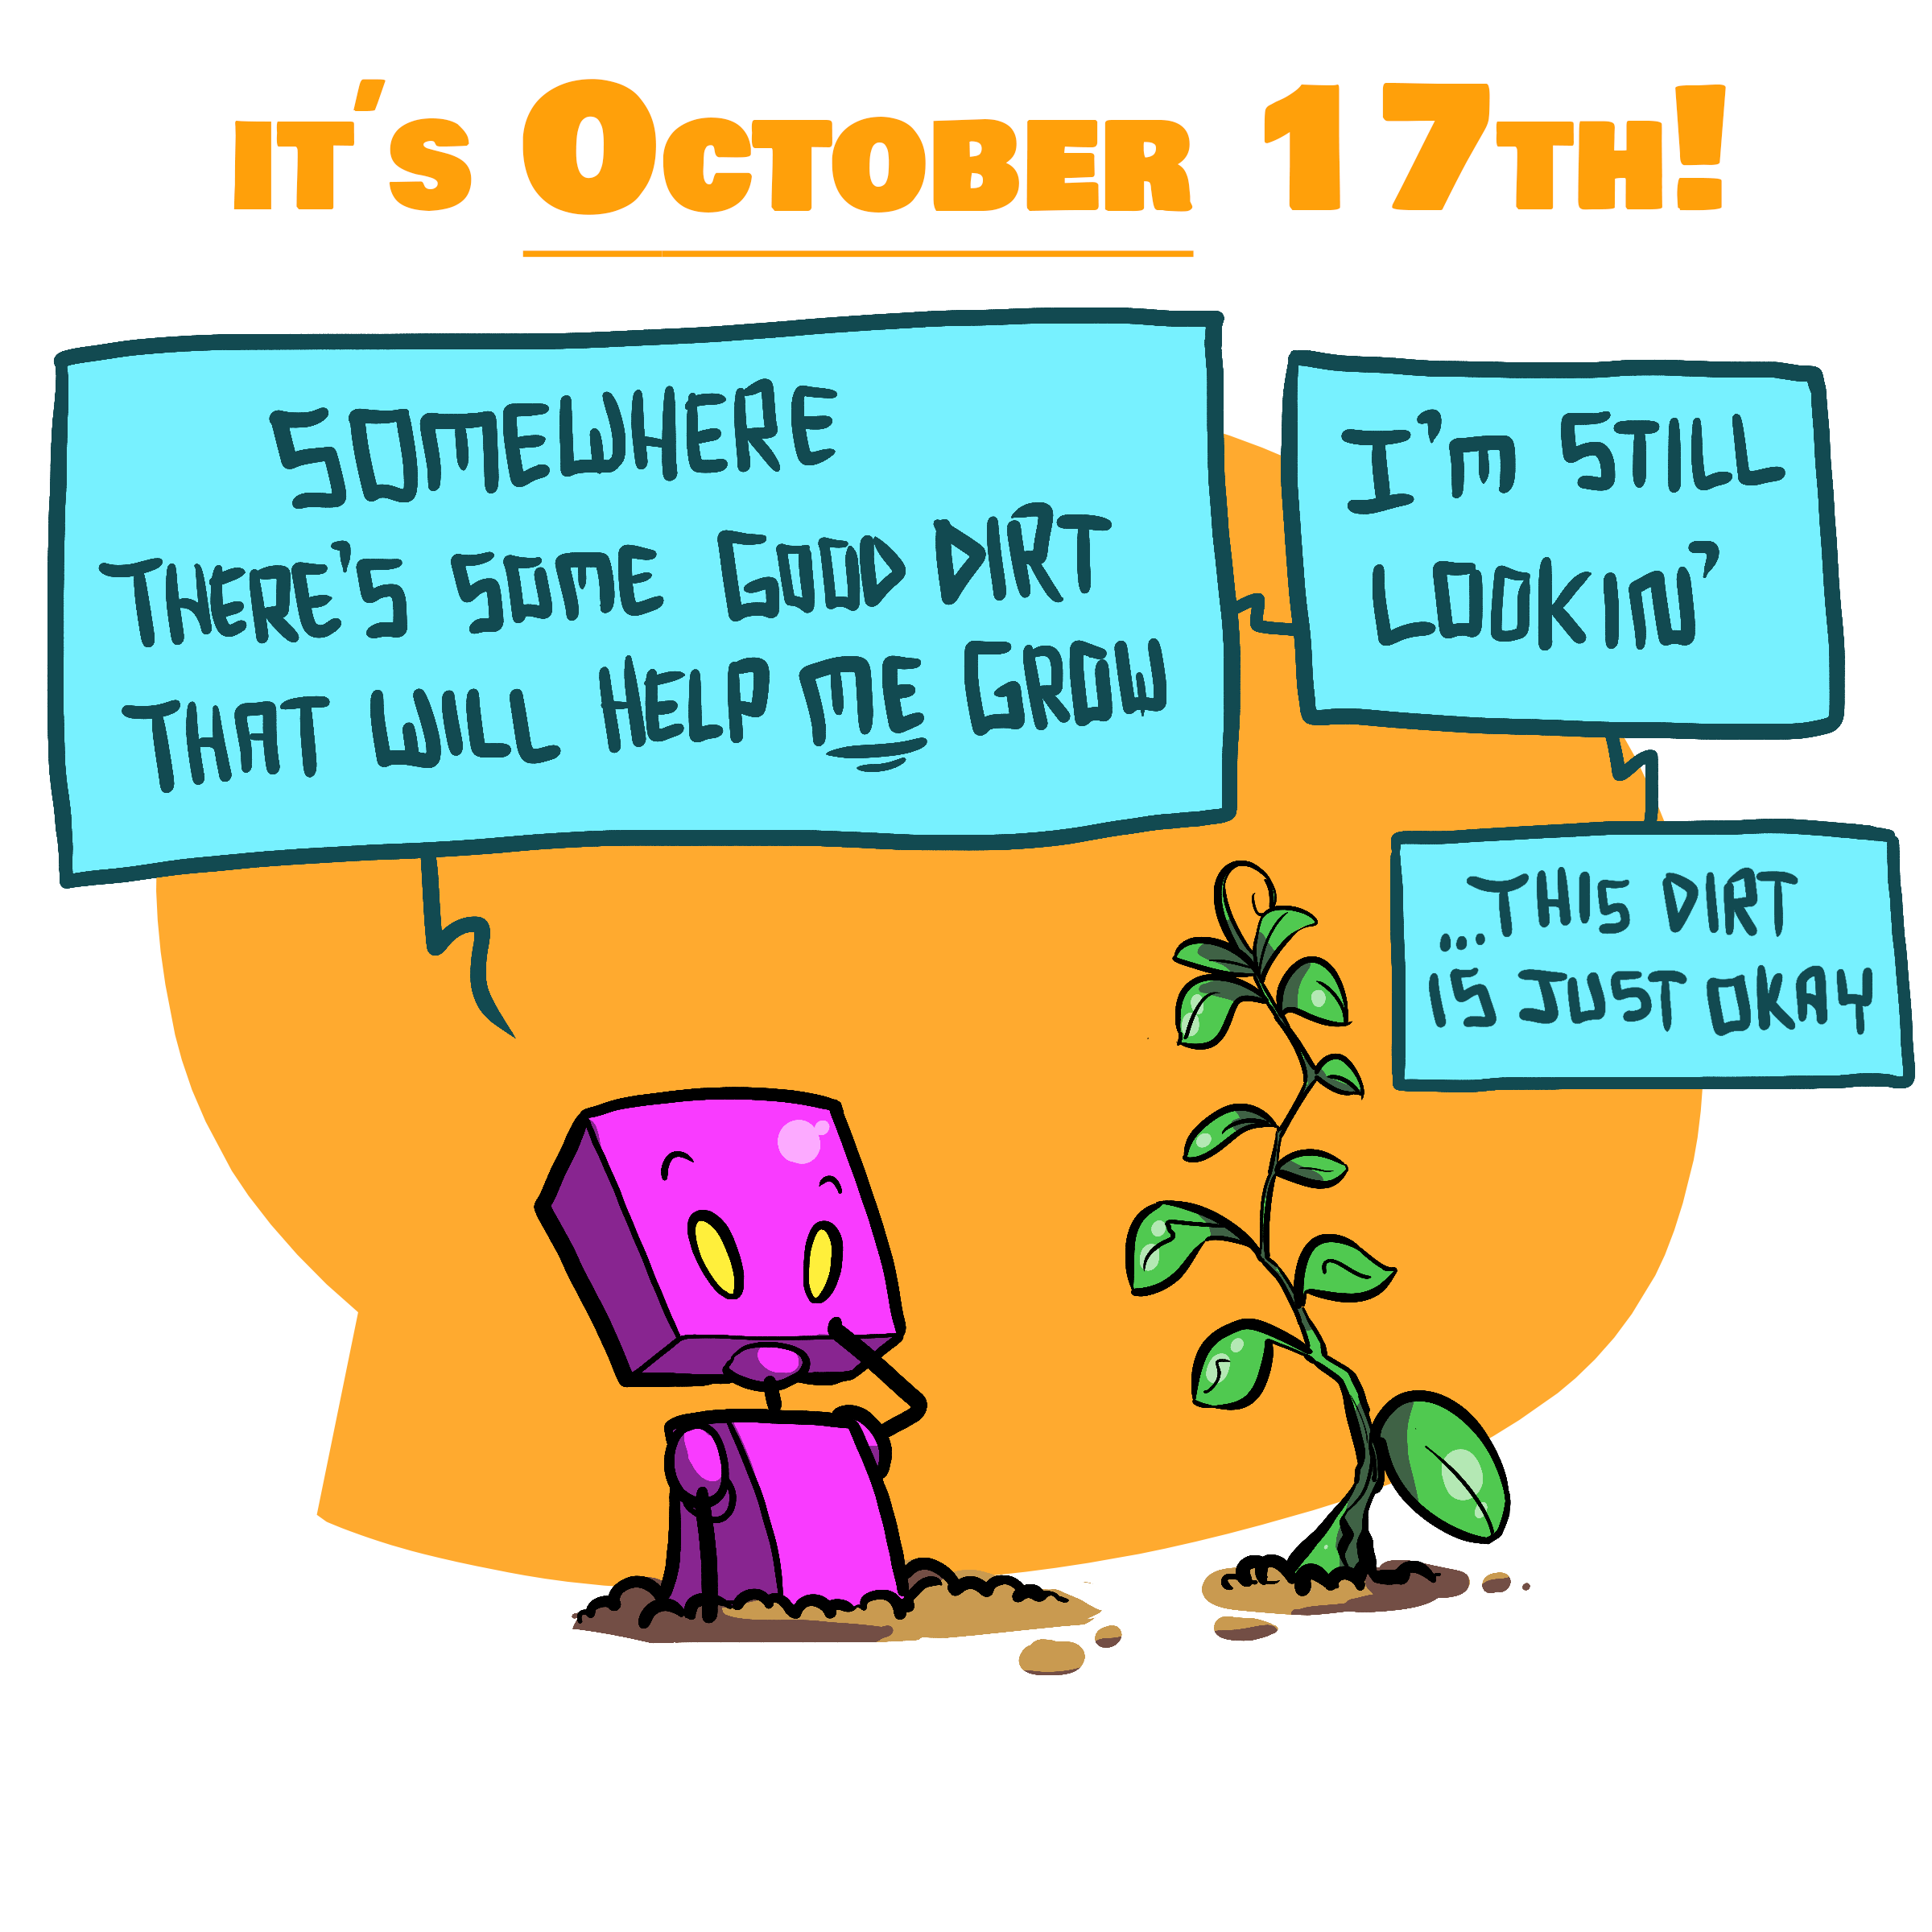 IT'S OCTOBER 17TH!
SOMEWHERE
THERE'S SOME GOOD DIRT
THAT WILL HELP ME GROW
I'M STILL
LOOKIN'
...THIS DIRT
IS JUST OKAY